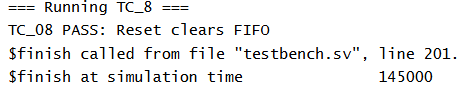 === Running TC_8 ===
TC_08 PASS: Reset clears FIFO
$finish called from file "testbench.sv", line 201.
$finish at simulation time                145000